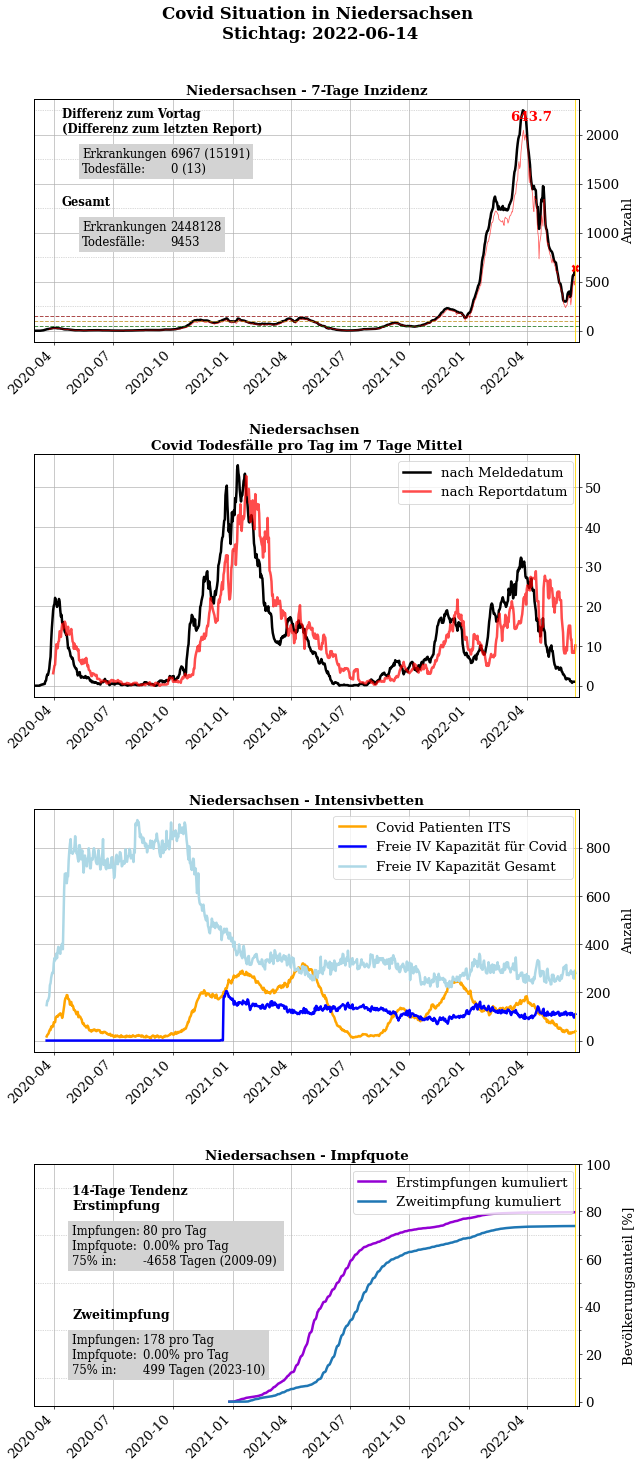 Covid Situation in Niedersachsen
Stichtag: 2022-06-14
Niedersachsen - 7-Tage Inzidenz
Differenz zum Vortag
(Differenz zum letzten Report)
Erkrankungen 6967 (15191)
Todesfälle: 0 (13)
Gesamt
Erkrankungen 2448128
Todesfälle: 9453
643.7
2000
1500
1000
500
0
Anzahl
2020-04
2020-07
2020-10
2021-01
2021-04
2021-07
2021-10
2022-01
2022-04
Niedersachsen
Covid Todesfälle pro Tag im 7 Tage Mittel
nach Meldedatum
nach Reportdatum
50
40
30
20
10
0
2020-04
2020-07
2020-10
2021-01
2021-04
2021-07
2021-10
2022-01
2022-04
Niedersachsen - Intensivbetten
Covid Patienten ITS
Freie IV Kapazität für Covid
Freie IV Kapazität Gesamt
800
600
400
200
0
Anzahl
2020-04
2020-07
2020-10
2021-01
2021-04
2021-07
2021-10
2022-01
2022-04
Niedersachsen - Impfquote
14-Tage Tendenz
Erstimpfung
Impfungen: 80 pro Tag
Impfquote: 0.00% pro Tag
75% in: -4658 Tagen (2009-09)
Zweitimpfung
Impfungen: 178 pro Tag
Impfquote: 0.00% pro Tag
75% in: 499 Tagen (2023-10)
Erstimpfungen kumuliert
Zweitimpfung kumuliert
100
80
60
40
20
0
Bevölkerungsanteil [%]
2020-04
2020-07
2020-10
2021-01
2021-04
2021-07
2021-10
2022-01
2022-04